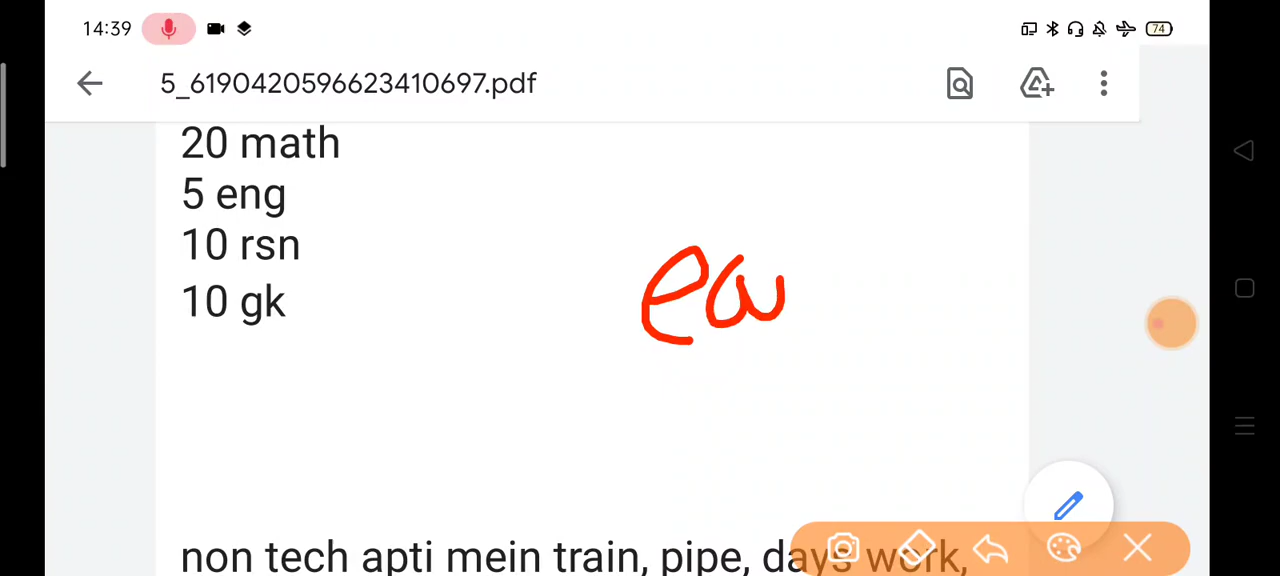 14:39
74
5_6190420596623410697.pdf
20 math
5 eng
10 rsn
10 gk
ea
non tech apti mein train, pipe, days work,